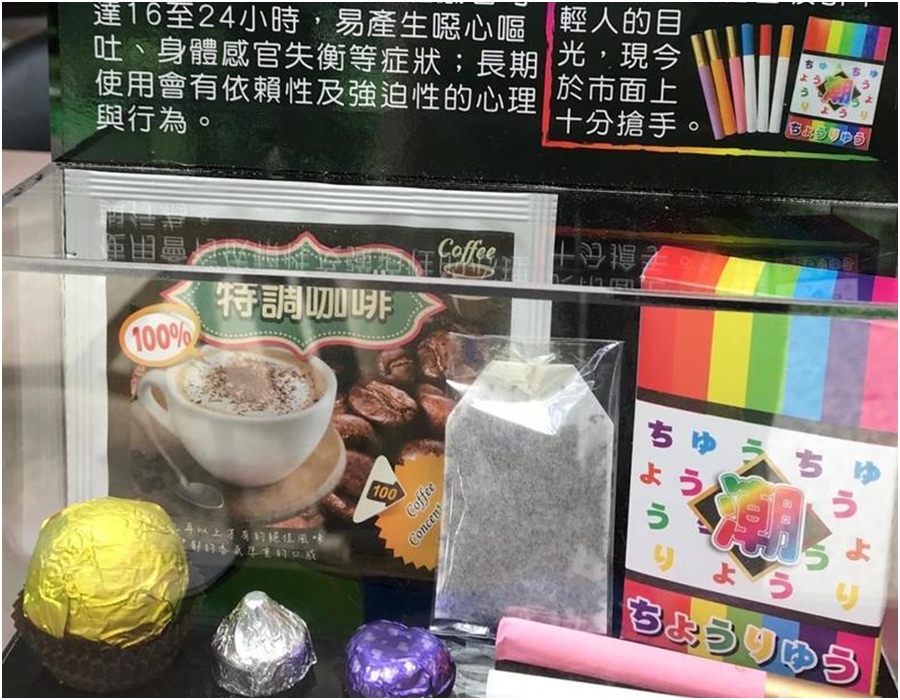 達16至24小時，易產生噁心嘔
吐、身體感官失衡等症狀；長期
使用會有依賴性及強迫性的心理
與行為。
輕人的目
光，現今
於市面上
十分搶手。
潮
ちょうりゅう
Coffee
特調咖啡
100%
100
Coffee
ちゅうちゅ
ょうう
潮
うょ
りょうり
ちょうりゅう